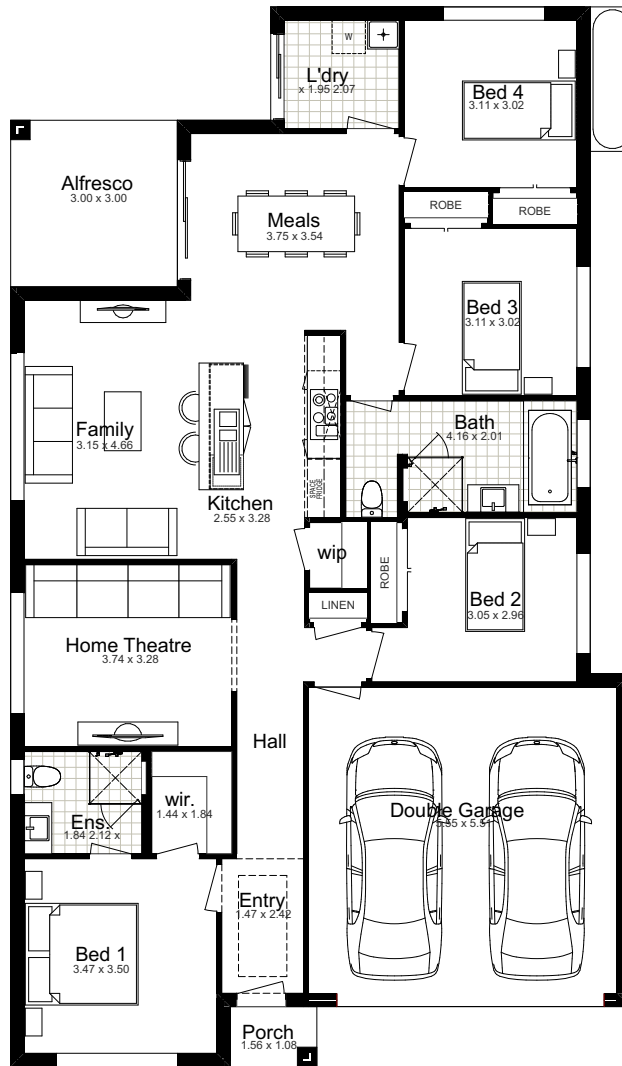 W
L'dry
x 1.95 2.07
Bed 4
3.11 x 3.02
Alfresco
3.00 x 3.00
ROBE
ROBE
Meals
3.75 x 3.54
Bed 3
3.11 x 3.02
Family
3.15 x 4.66
Bath
4.16 x 2.01
SPACE
FRIDGE
Kitchen
2.55 x 3.28
wip
ROBE
Bed 2
3.05 x 2.96
LINEN
Home Theatre
3.74 x 3.28
Hall
wir.
1.44 x 1.84
Ens.
1.84 2.12 x
Double Garage
5.55 x 5.51
Entry
1.47 x 2.42
Bed 1
3.47 x 3.50
Porch
1.56 x 1.08